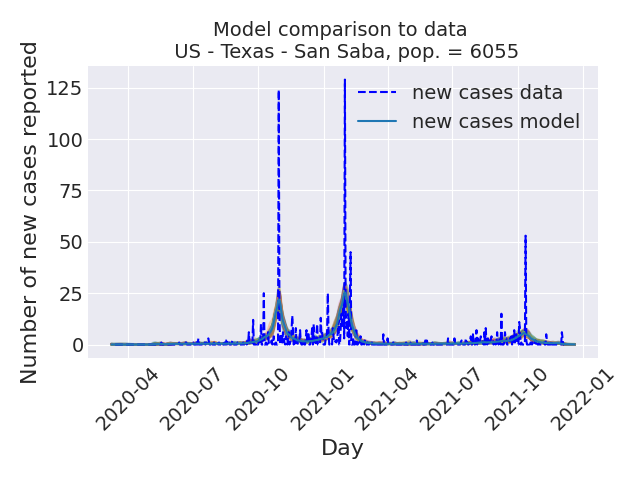 Model comparison to data
US - Texas - San Saba, pop. = 6055
Number of new cases reported
125
100
75
50
25
0
new cases data
new cases model
2020-04
2020-07
2020-10
2021-01
2021-04
2021-07
2021-10
2022-01
Day